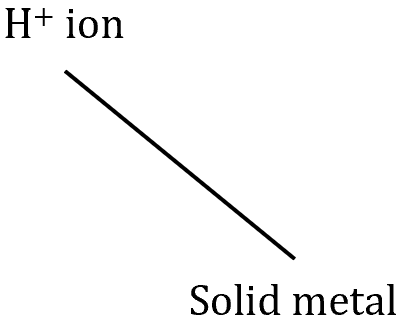 H⁺ ion
Solid metal